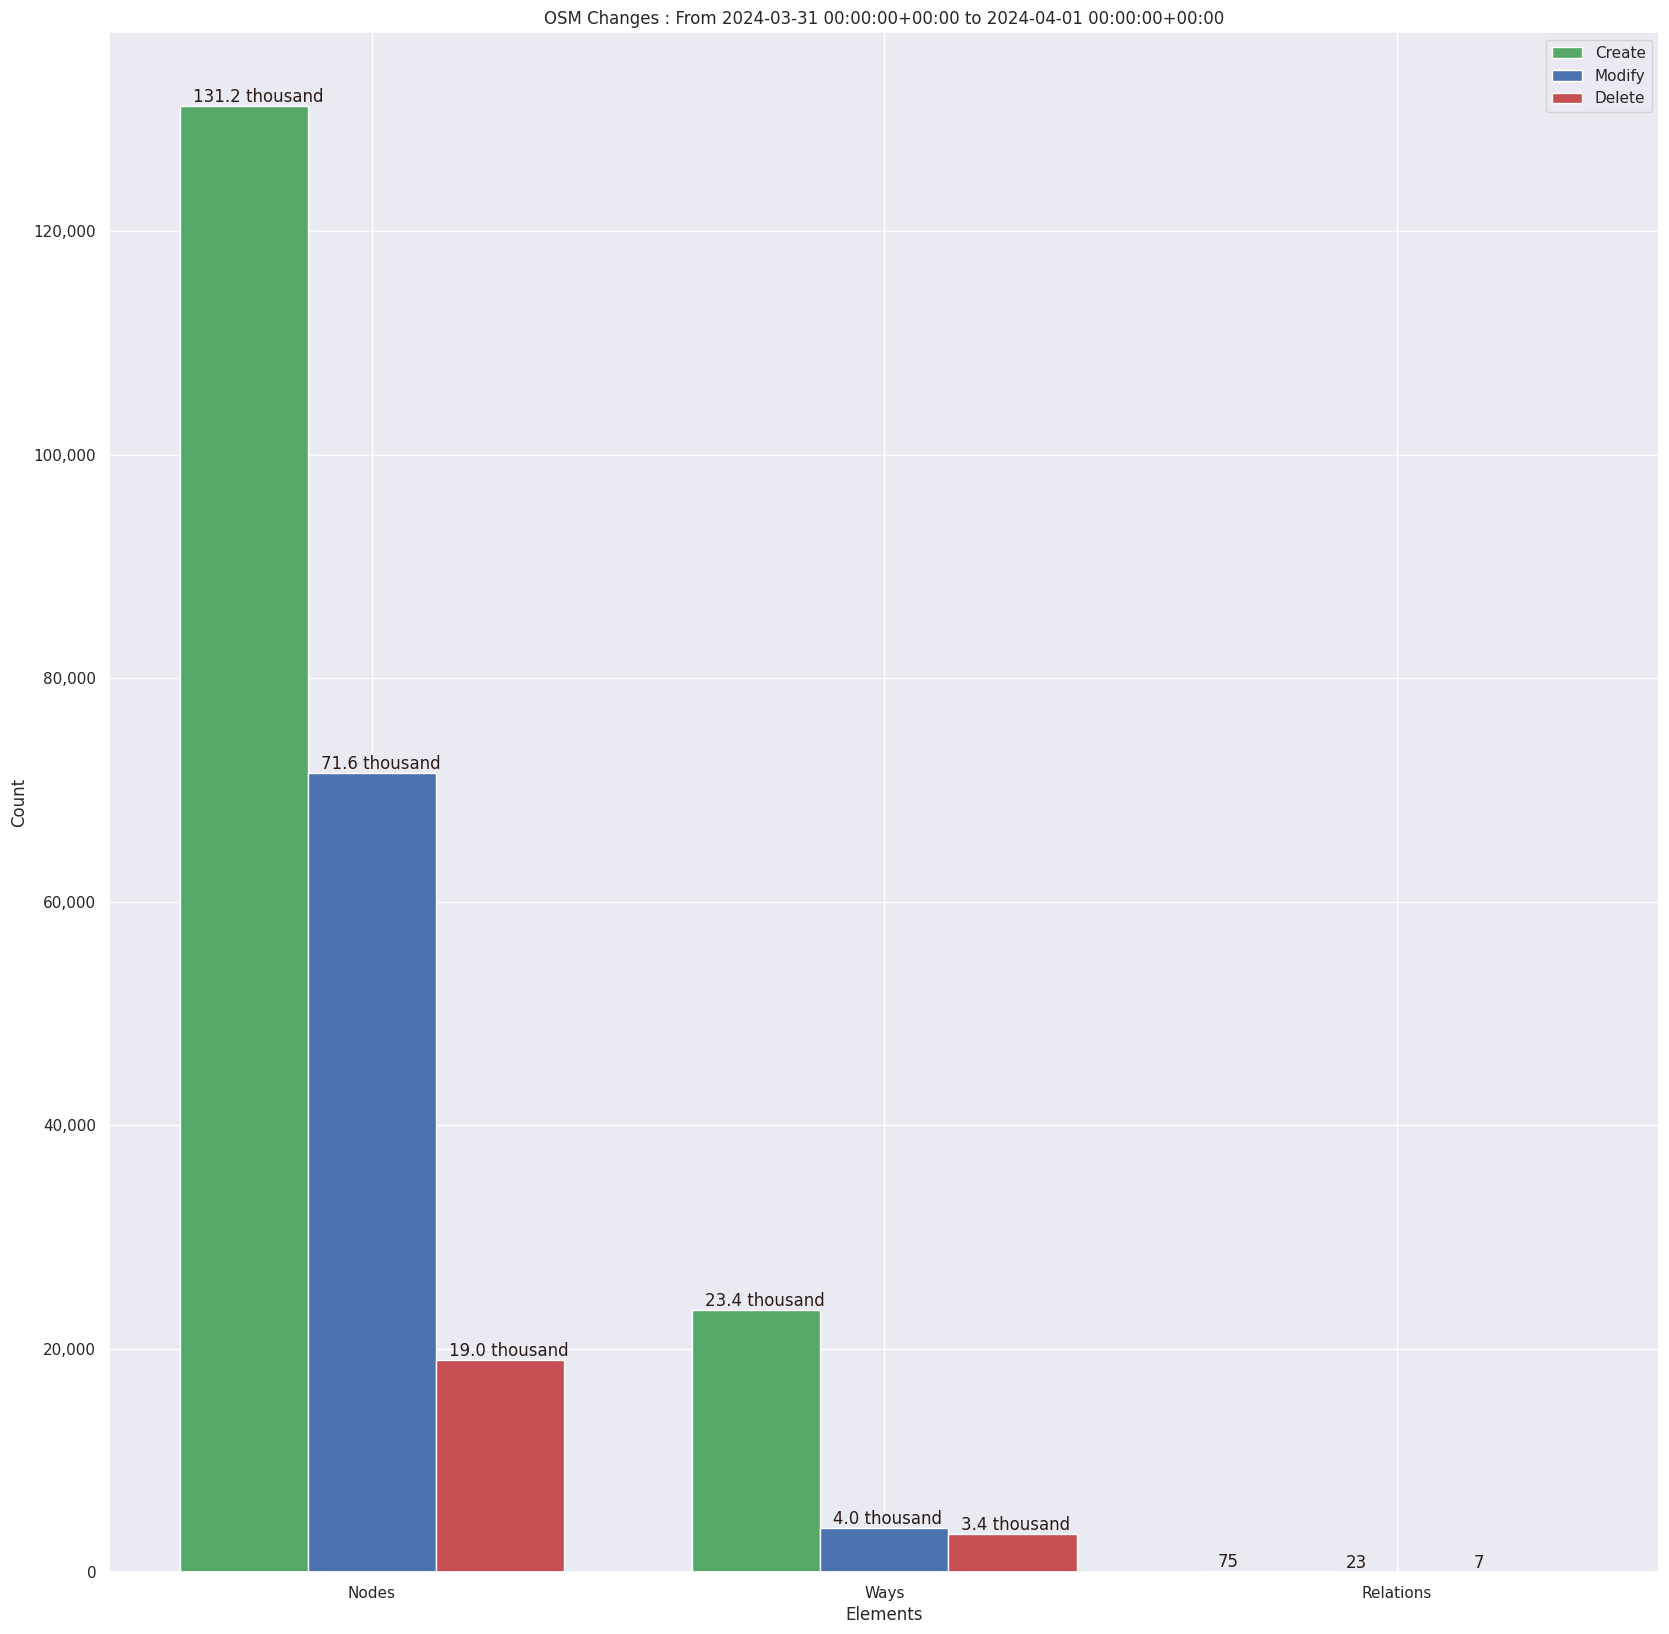 OSM Changes : From 2024-03-31 00:00:00+00:00 to 2024-04-01 00:00:00+00:00
Create
Modify
Delete
131.2 thousand
120,000
100,000
80,000
71.6 thousand
Count
60,000
40,000
23.4 thousand
20,000
19.0 thousand
4.0 thousand
3.4 thousand
75
23
7
0
Nodes
Ways
Relations
Elements